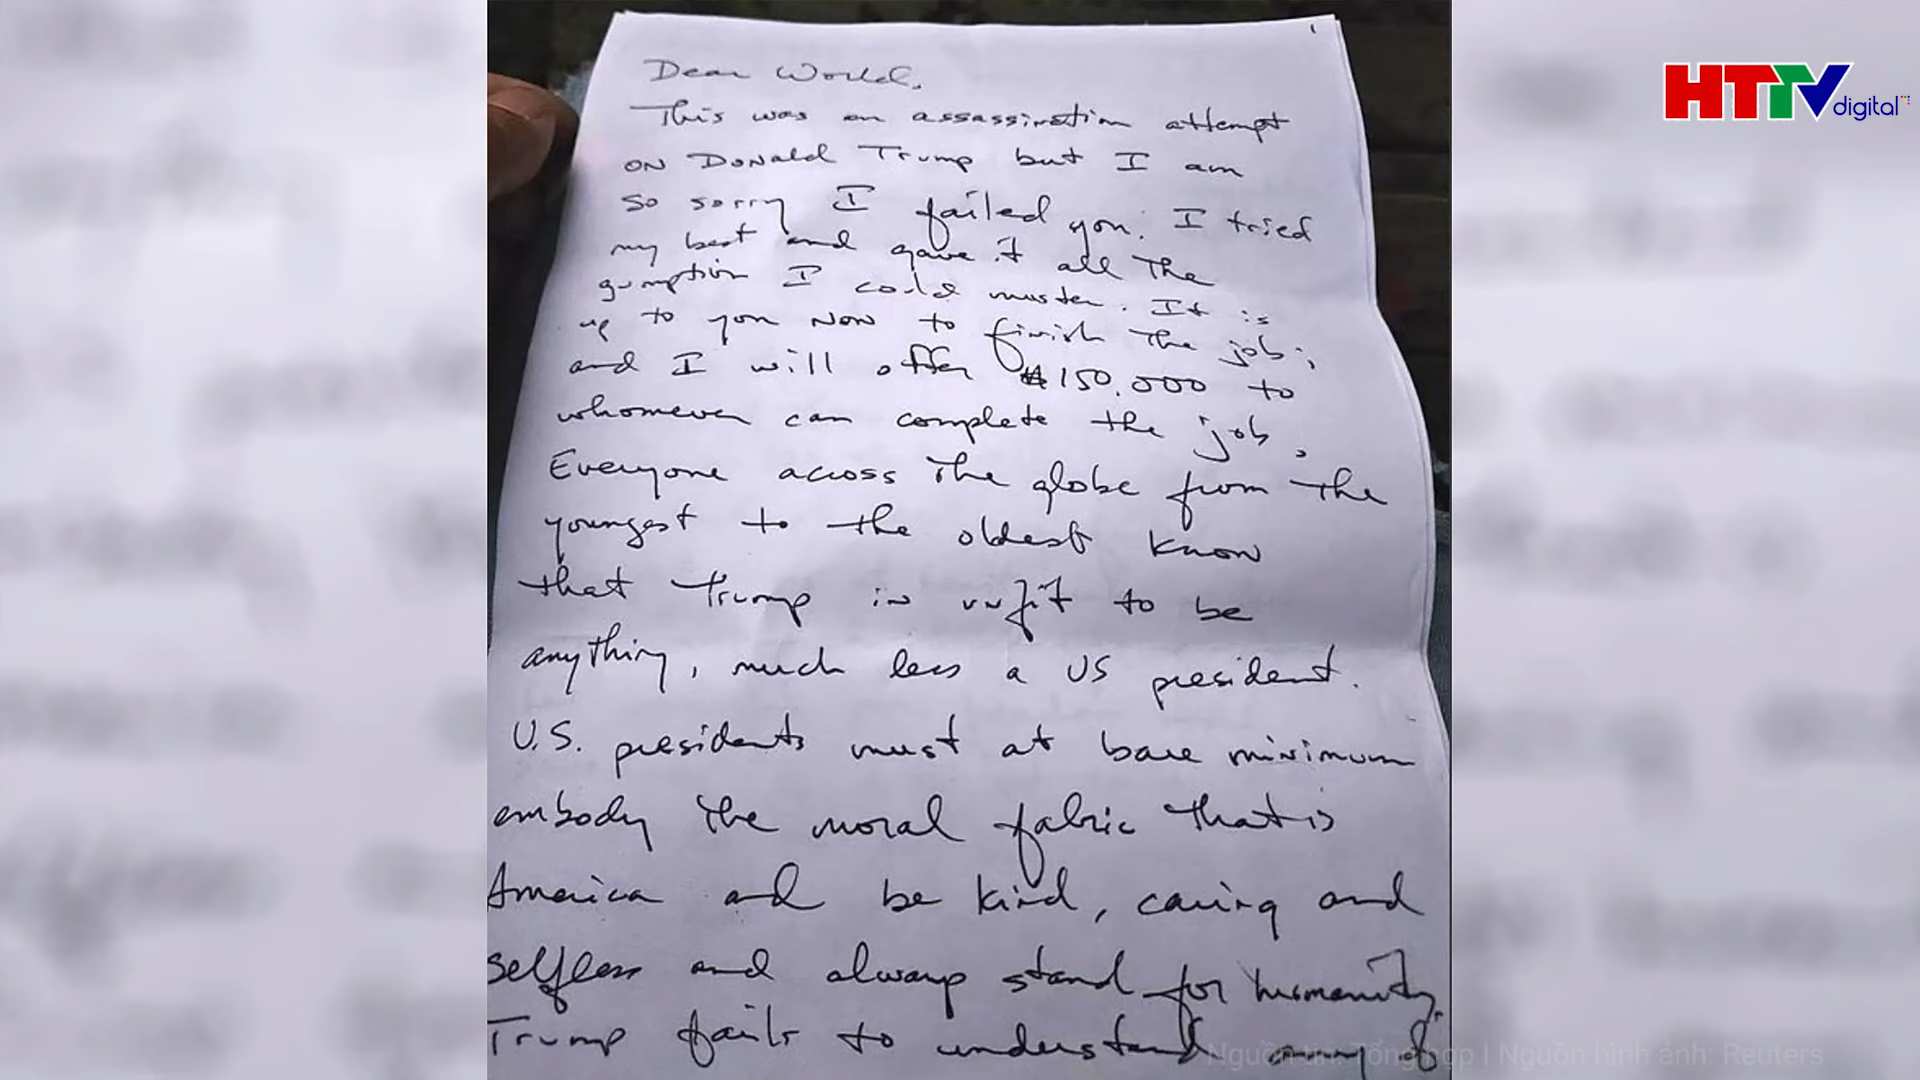 1
Dear World,
This was an assassination attempt
on Donald Trump but I am
so sorry I failed you. I tried
my best and gave it all the
gumption I could muster. It is
up to you now to finish the job;
and I will offer $150,000 to
whomever can complete the job.
Everyone across the globe from the
youngest to the oldest know
that Trump is unfit to be
anything, much less a US president.
U.S. presidents must at bare minimum
embody the moral fabric that is
America and be kind, caring and
selfless and always stand for humanity.
Trump fails to understand any of
HTTV digital
Nguồn tin: Tổng hợp | Nguồn hình ảnh: Reuters